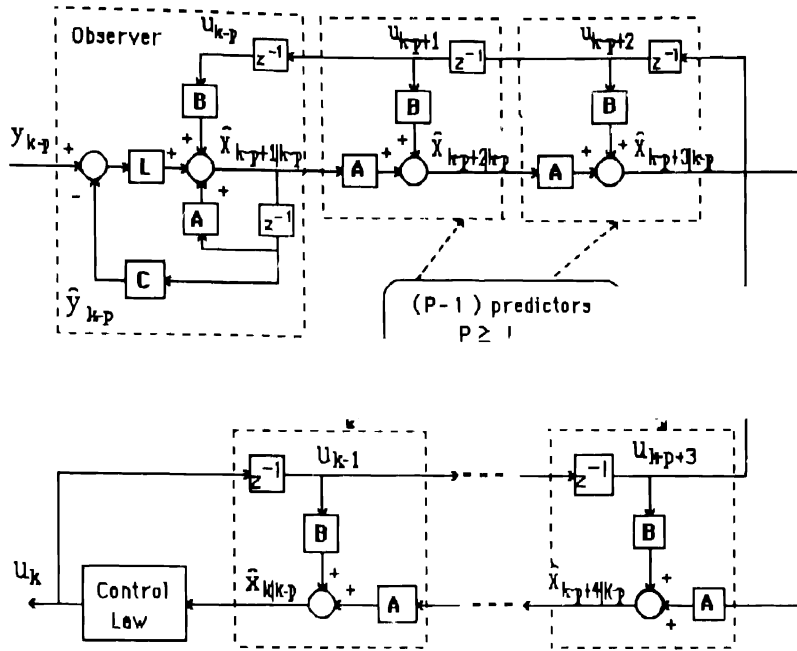 Observer
u_{k-p}
u_{k-p+1}
u_{k-p+2}
z^{-1}
z^{-1}
z^{-1}
B
B
B
y_{k-p}
+
+
+
x̂_{k-p+1|k-p}
+
+
x̂_{k-p+2|k-p}
+
+
x̂_{k-p+3|k-p}
L
A
A
-
+
A
z^{-1}
C
ŷ_{k-p}
(P-1) predictors
P ≥ 1
z^{-1}
u_{k-1}
z^{-1}
u_{k-p+3}
B
B
u_k
Control
Law
x̂_{k|k-p}
+
+
A
x̂_{k-p+4|k-p}
+
+
A